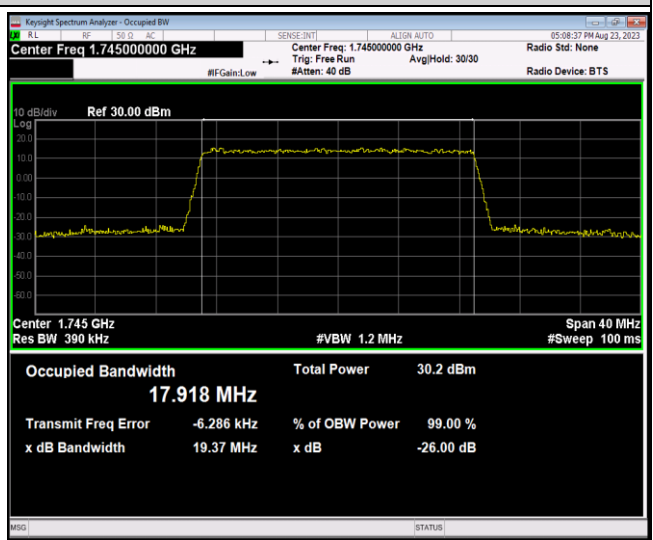 Keysight Spectrum Analyzer - Occupied BW
LXI RL RF 50 Ω AC SENSE:INT ALIGN AUTO 05:08:37 PM Aug 23, 2023
Center Freq 1.745000000 GHz Center Freq: 1.745000000 GHz Radio Std: None
Trig: Free Run Avg|Hold: 30/30
#IFGain:Low #Atten: 40 dB Radio Device: BTS
10 dB/div Ref 30.00 dBm
Log
20.0
10.0
0.00
-10.0
-20.0
-30.0
-40.0
-50.0
-60.0
Center 1.745 GHz Span 40 MHz
Res BW 390 kHz #VBW 1.2 MHz #Sweep 100 ms
Occupied Bandwidth Total Power 30.2 dBm
17.918 MHz
Transmit Freq Error -6.286 kHz % of OBW Power 99.00 %
x dB Bandwidth 19.37 MHz x dB -26.00 dB
MSG STATUS